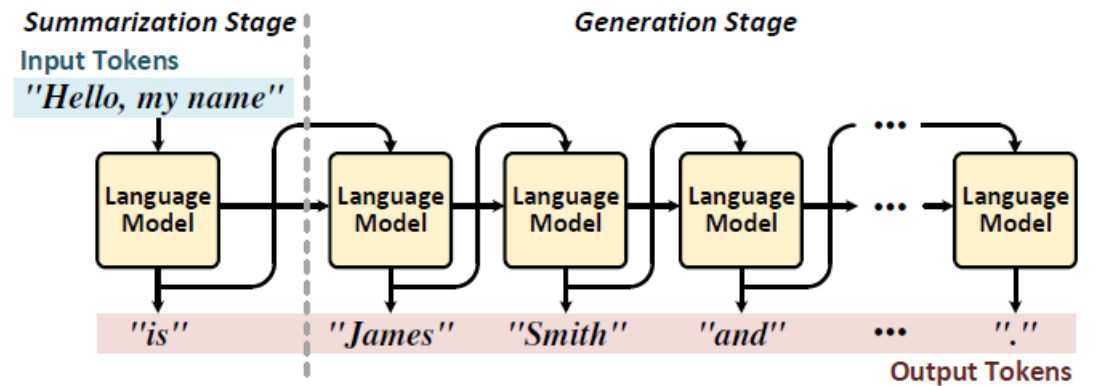 Summarization Stage
Generation Stage
Input Tokens
"Hello, my name"
Language Model
Language Model
Language Model
Language Model
•••
•••
Language Model
"is"
"James"
"Smith"
"and"
•••
"."
Output Tokens